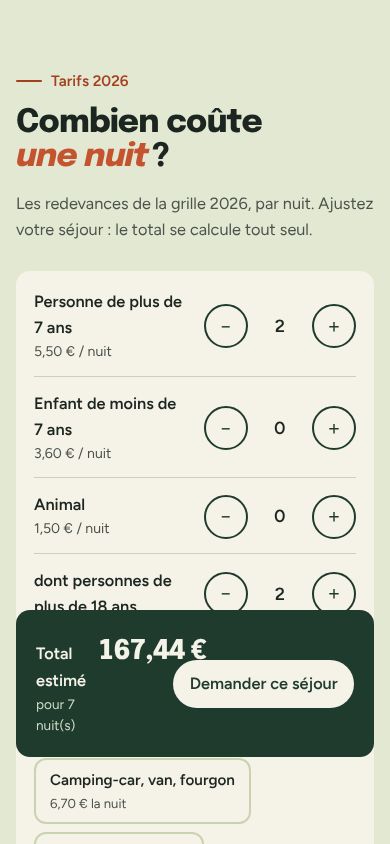 Tarifs 2026
Combien coûte
une nuit ?
Les redevances de la grille 2026, par nuit. Ajustez
votre séjour : le total se calcule tout seul.
Personne de plus de
7 ans
5,50 € / nuit
− 2 +
Enfant de moins de
7 ans
3,60 € / nuit
− 0 +
Animal
1,50 € / nuit
− 0 +
dont personnes de
plus de 18 ans
− 2 +
Total
estimé
pour 7
nuit(s)
167,44 €
Demander ce séjour
Camping-car, van, fourgon
6,70 € la nuit